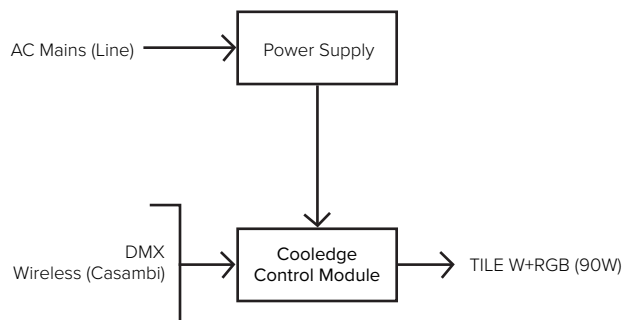 AC Mains (Line)
Power Supply
DMX
Wireless (Casambi)
Cooledge
Control Module
TILE W+RGB (90W)